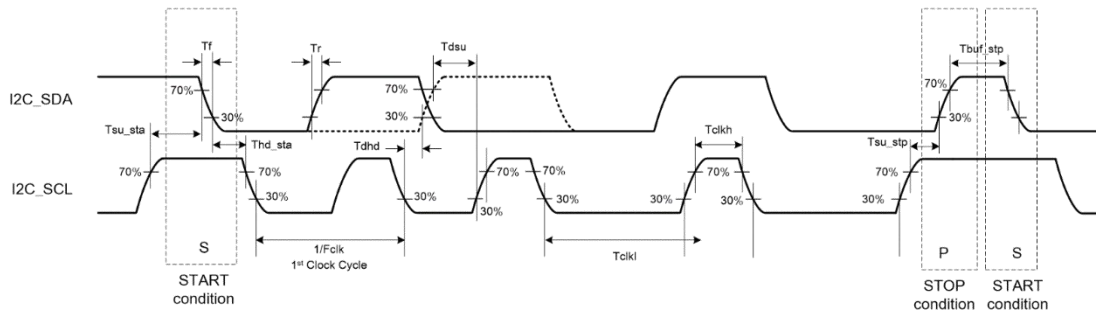 Tf
Tr
Tdsu
Tbuf_stp
I2C_SDA
70%
30%
70%
30%
70%
30%
Tsu_sta
Thd_sta
Tdhd
Tclkh
Tsu_stp
I2C_SCL
70%
70%
30%
30%
70%
70%
30%
30%
70%
70%
30%
30%
70%
30%
1/Fclk
1st Clock Cycle
Tclkl
S
P
S
START
condition
STOP
condition
START
condition